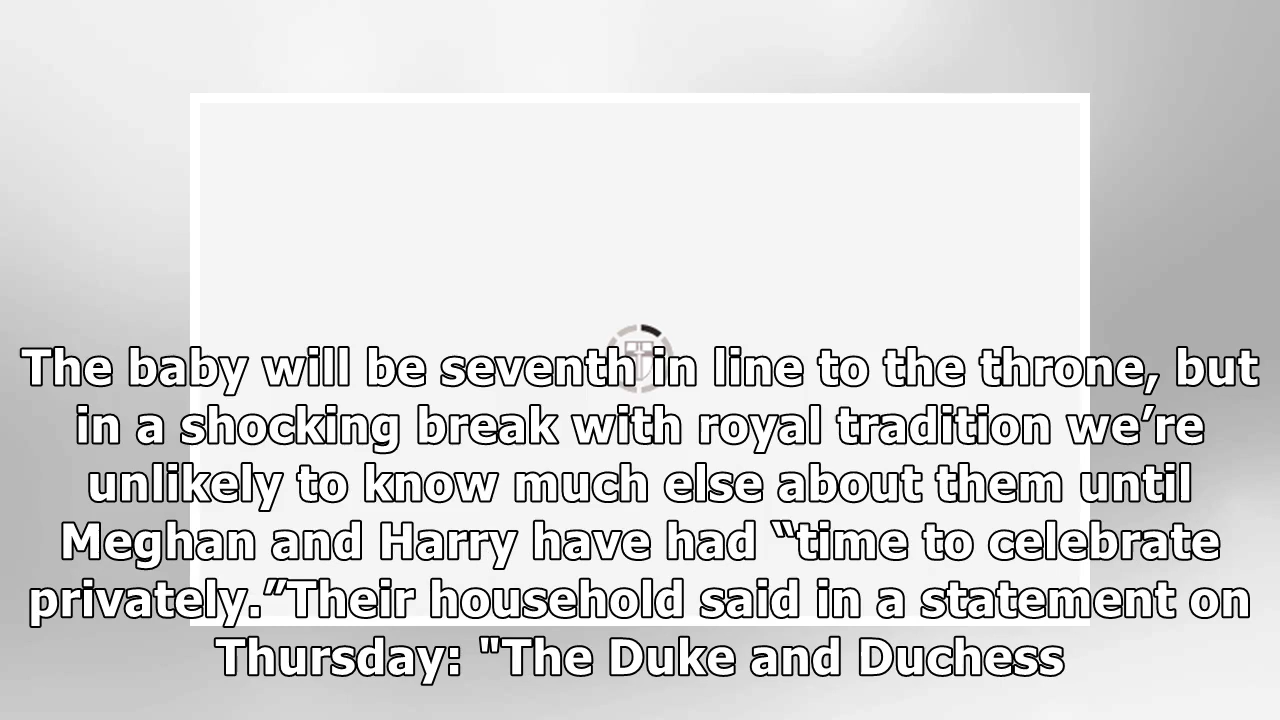 The baby will be seventh in line to the throne, but
in a shocking break with royal tradition we’re
unlikely to know much else about them until
Meghan and Harry have had “time to celebrate
privately.”Their household said in a statement on
Thursday: "The Duke and Duchess